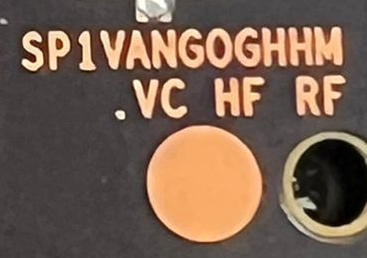 SP1VANGOGHHM
.VC HF RF